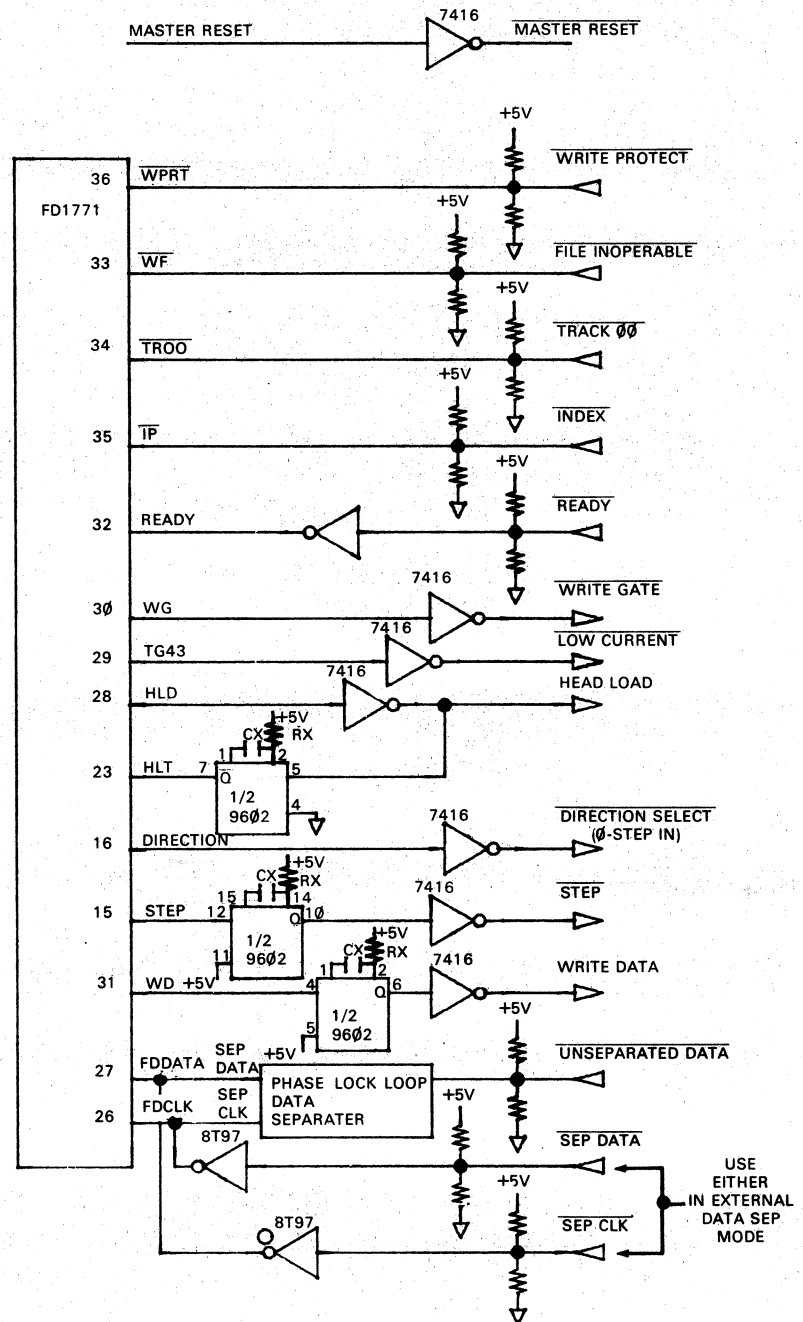 MASTER RESET
7416
MASTER RESET
+5V
WRITE PROTECT
36
WPRT
FD1771
+5V
FILE INOPERABLE
33
WF
+5V
TRACK ØØ
34
TROO
+5V
INDEX
35
IP
+5V
READY
32
READY
7416
WRITE GATE
3Ø
WG
7416
LOW CURRENT
29
TG43
7416
HEAD LOAD
28
HLD
+5V
CX
RX
1
2
23
HLT
7
Q
5
1/2
96Ø2
4
7416
DIRECTION SELECT
(Ø-STEP IN)
16
DIRECTION
+5V
CX
RX
15
14
7416
STEP
15
STEP
12
Q
1Ø
1/2
96Ø2
11
+5V
+5V
CX
RX
1
2
7416
WRITE DATA
31
WD
4
Q
6
1/2
96Ø2
5
+5V
+5V
UNSEPARATED DATA
27
FDDATA
SEP
DATA
PHASE LOCK LOOP
DATA
SEPARATER
26
FDCLK
SEP
CLK
+5V
SEP DATA
8T97
+5V
SEP CLK
8T97
USE
EITHER
IN EXTERNAL
DATA SEP
MODE